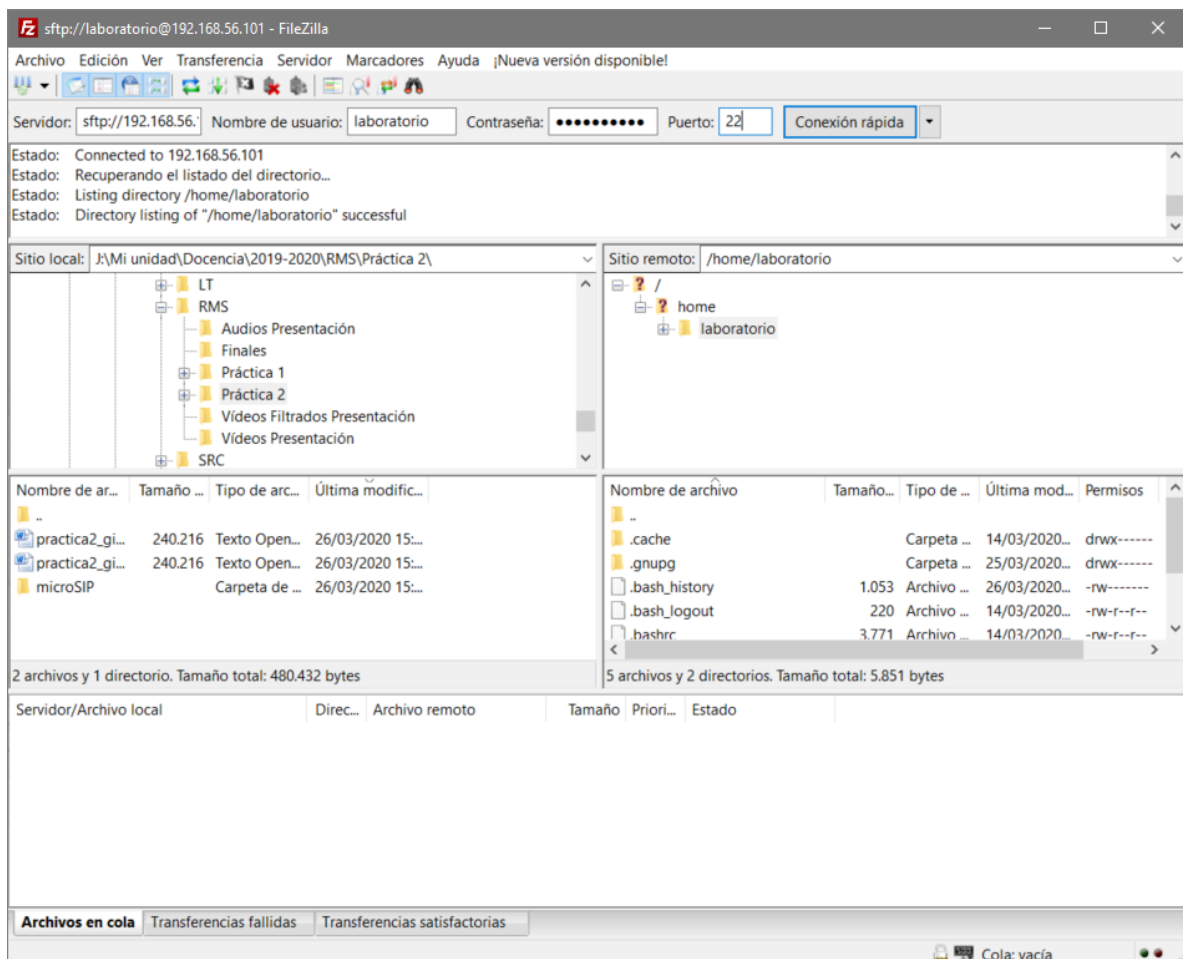 sftp://laboratorio@192.168.56.101 - FileZilla
Archivo Edición Ver Transferencia Servidor Marcadores Ayuda ¡Nueva versión disponible!
Servidor: sftp://192.168.56. Nombre de usuario: laboratorio Contraseña: ●●●●●●●●●● Puerto: 22 Conexión rápida
Estado: Connected to 192.168.56.101
Estado: Recuperando el listado del directorio...
Estado: Listing directory /home/laboratorio
Estado: Directory listing of "/home/laboratorio" successful
Sitio local: J:\Mi unidad\Docencia\2019-2020\RMS\Práctica 2\
LT
RMS
Audios Presentación
Finales
Práctica 1
Práctica 2
Vídeos Filtrados Presentación
Vídeos Presentación
SRC
Sitio remoto: /home/laboratorio
/
home
laboratorio
Nombre de ar... Tamaño ... Tipo de arc... Última modific...
..
practica2_gi... 240.216 Texto Open... 26/03/2020 15:...
practica2_gi... 240.216 Texto Open... 26/03/2020 15:...
microSIP Carpeta de ... 26/03/2020 15:...
2 archivos y 1 directorio. Tamaño total: 480.432 bytes
Nombre de archivo Tamaño... Tipo de ... Última mod... Permisos
..
.cache Carpeta ... 14/03/2020... drwx------
.gnupg Carpeta ... 25/03/2020... drwx------
.bash_history 1.053 Archivo ... 26/03/2020... -rw-------
.bash_logout 220 Archivo ... 14/03/2020... -rw-r--r--
.bashrc 3.771 Archivo ... 14/03/2020... -rw-r--r--
5 archivos y 2 directorios. Tamaño total: 5.851 bytes
Servidor/Archivo local Direc... Archivo remoto Tamaño Priori... Estado
Archivos en cola Transferencias fallidas Transferencias satisfactorias
Cola: vacía